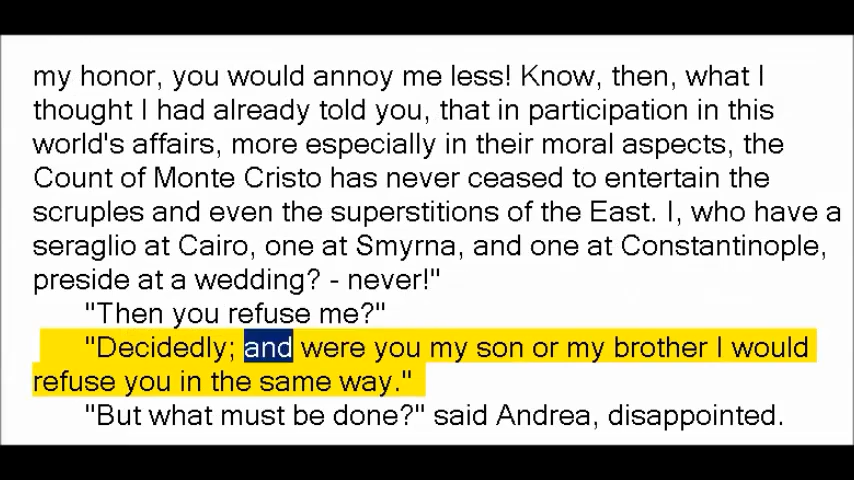 my honor, you would annoy me less! Know, then, what I
thought I had already told you, that in participation in this
world's affairs, more especially in their moral aspects, the
Count of Monte Cristo has never ceased to entertain the
scruples and even the superstitions of the East. I, who have a
seraglio at Cairo, one at Smyrna, and one at Constantinople,
preside at a wedding? - never!"
"Then you refuse me?"
"Decidedly; and were you my son or my brother I would
refuse you in the same way."
"But what must be done?" said Andrea, disappointed.